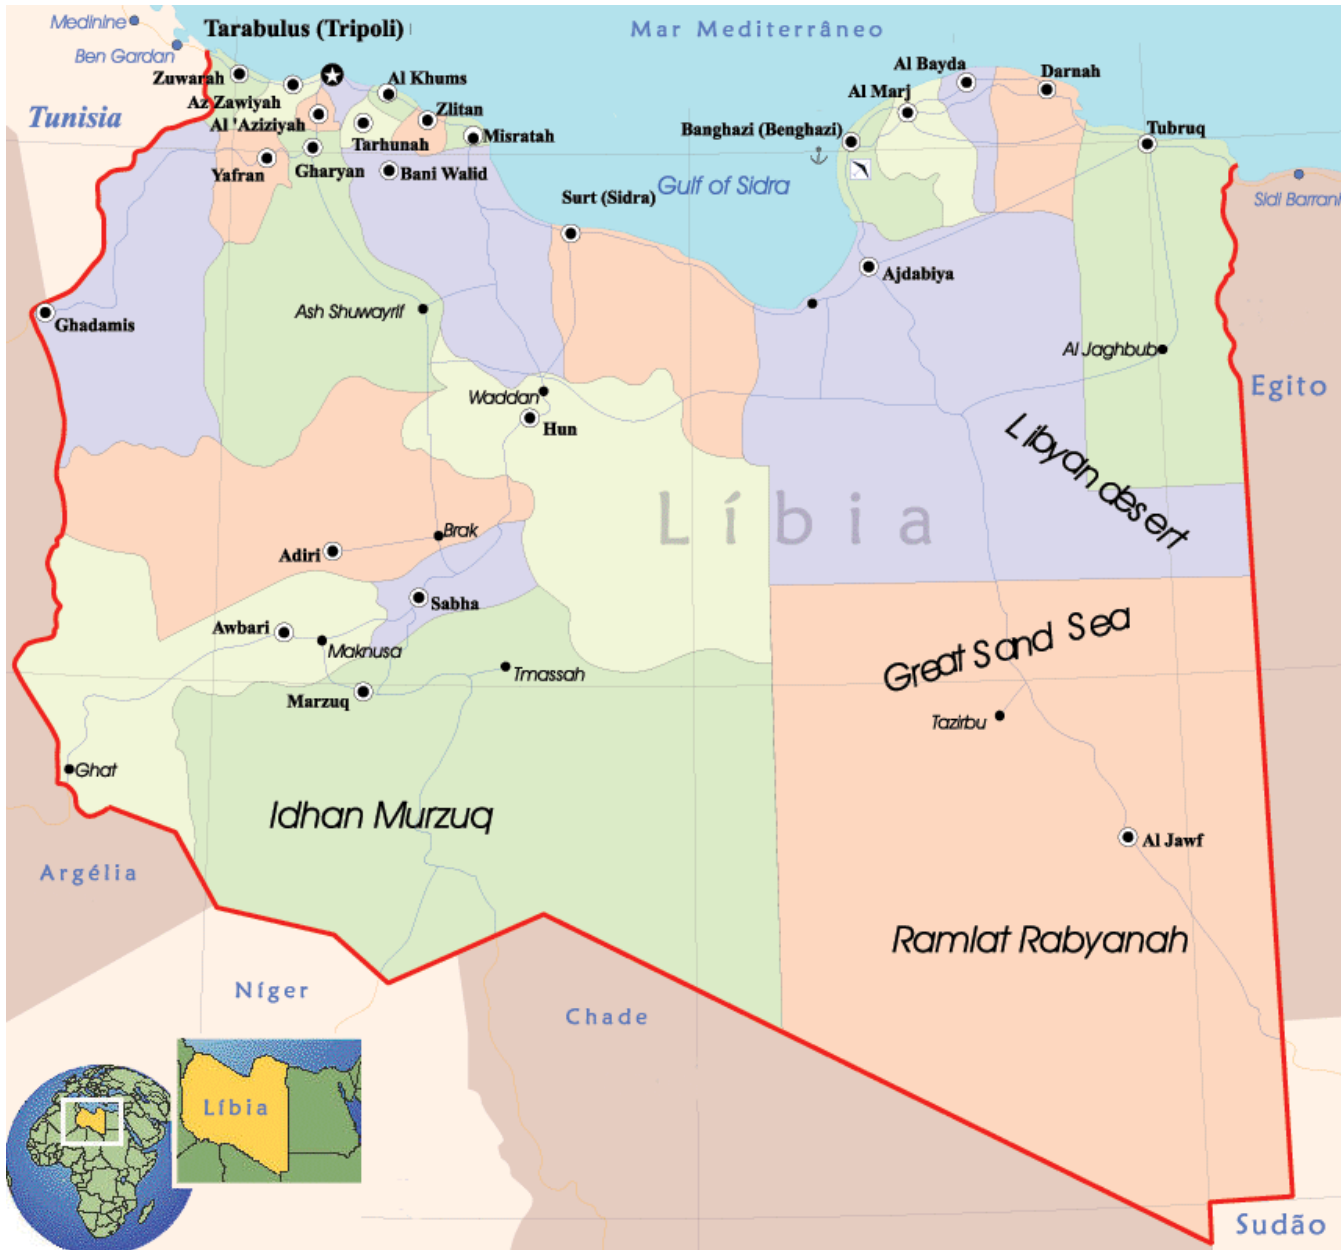 Medinine
Tarabulus (Tripoli)
Mar Mediterrâneo
Ben Gardan
Zuwarah
Al Khums
Al Bayda
Darnah
Az Zawiyah
Al Marj
Tunisia
Al 'Aziziyah
Zlitan
Tarhunah
Misratah
Banghazi (Benghazi)
Tubruq
Yafran
Gharyan
Bani Walid
Gulf of Sidra
Surt (Sidra)
Sidi Barrani
Ajdabiya
Ash Shuwayrif
Ghadamis
Al Jaghbub
Egito
Waddan
Hun
Libyan desert
Líbia
Brak
Adiri
Sabha
Awbari
Maknusa
Great Sand Sea
Tmassah
Marzuq
Tazirbu
Ghat
Idhan Murzuq
Al Jawf
Argélia
Ramlat Rabyanah
Níger
Chade
Líbia
Sudão